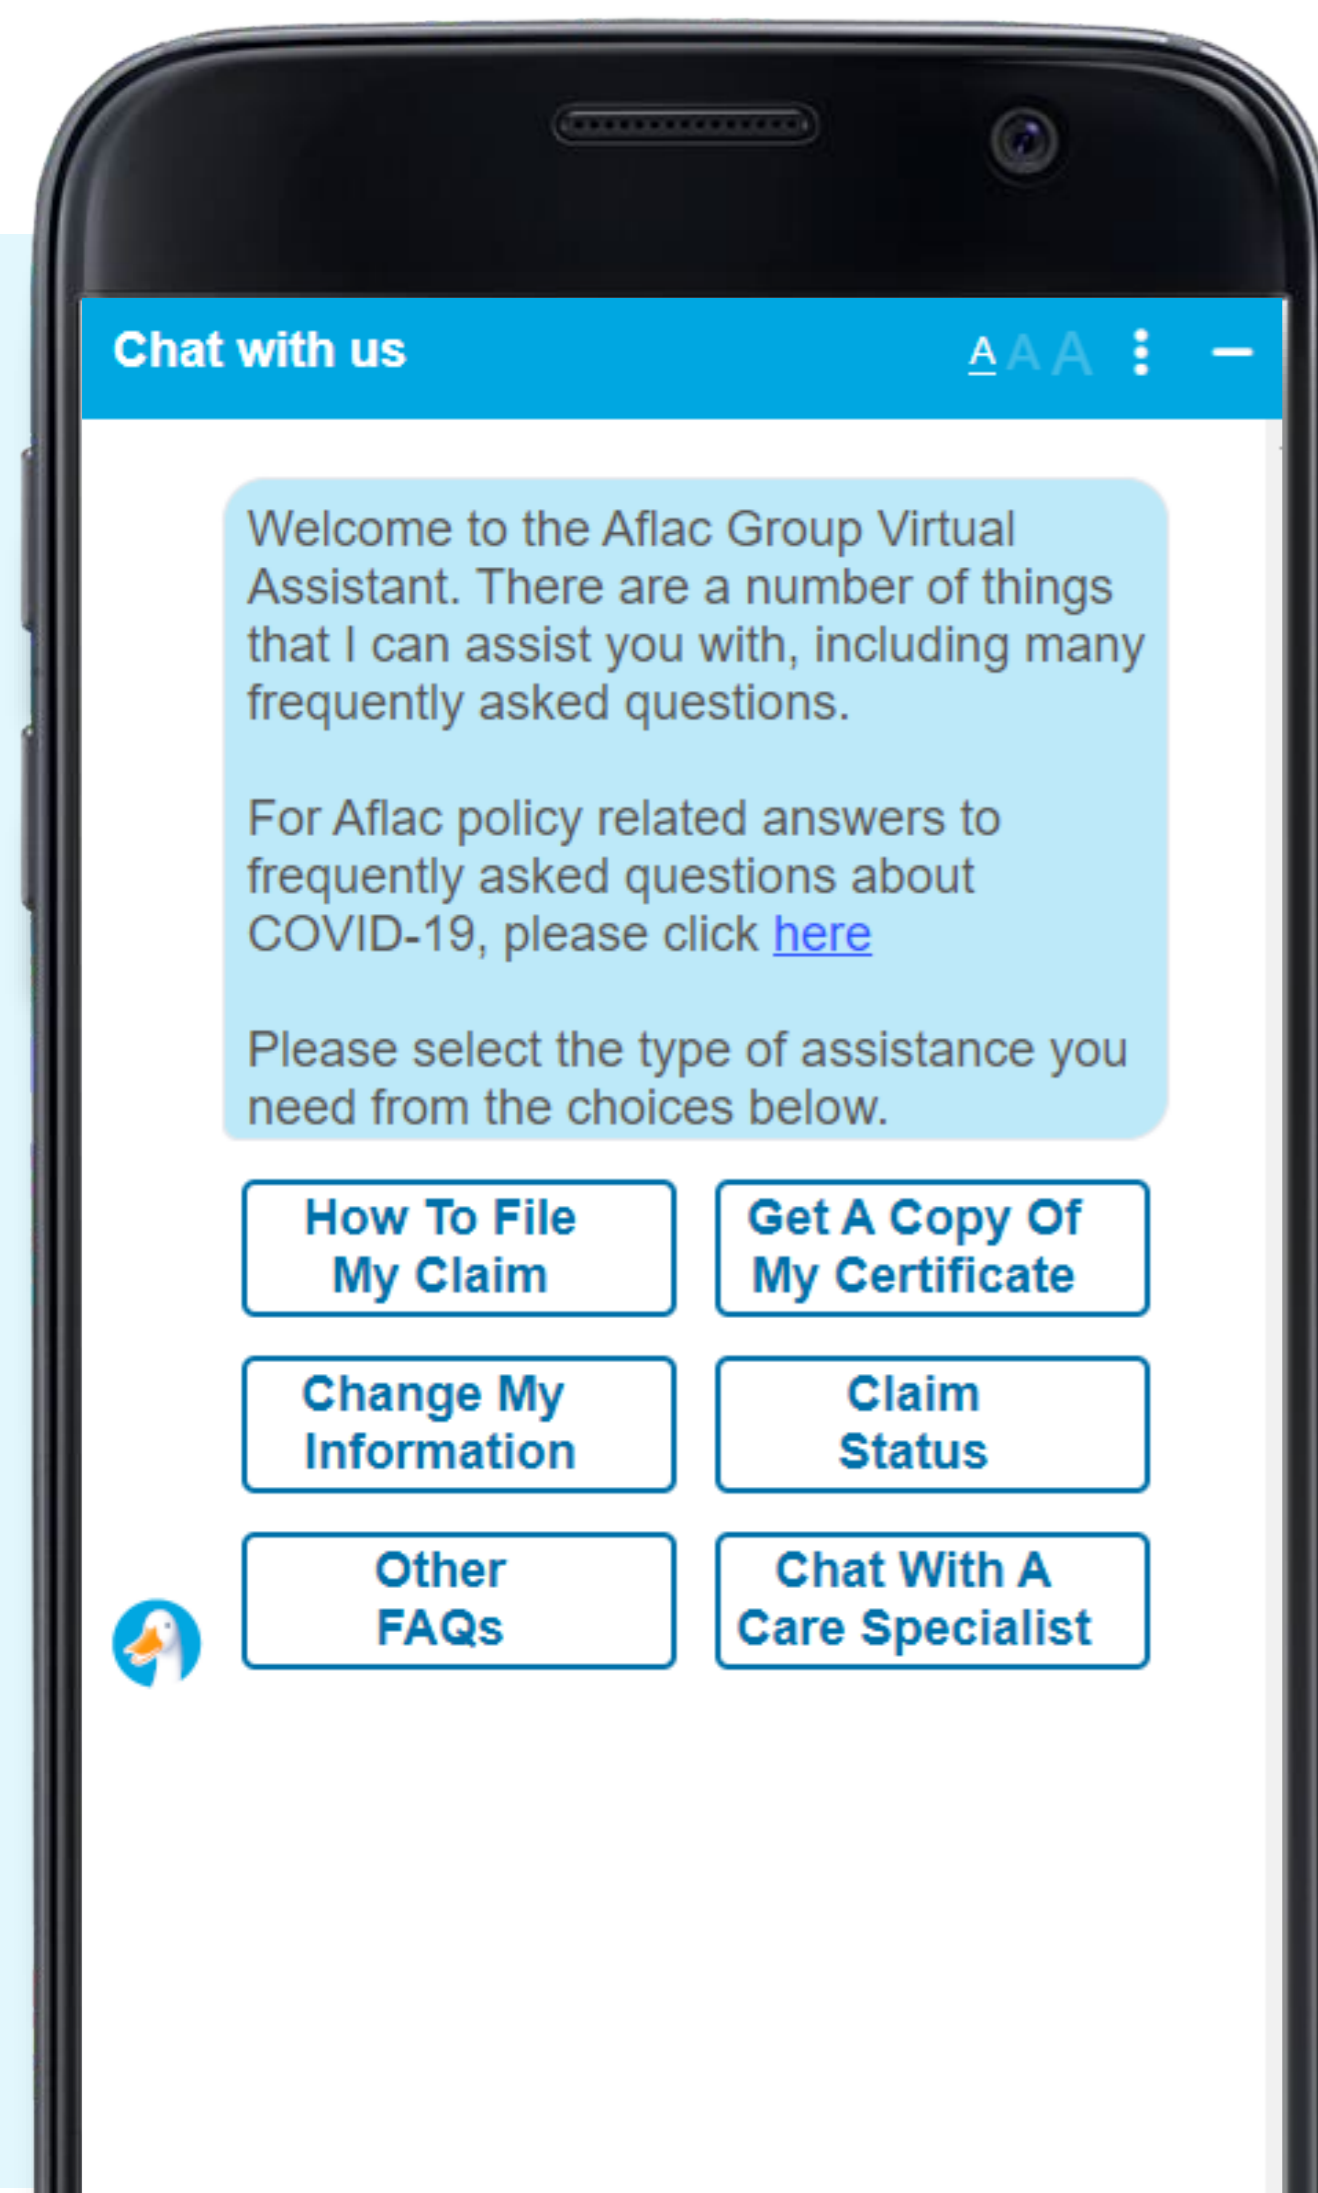 Chat with us
A A A
Welcome to the Aflac Group Virtual
Assistant. There are a number of things
that I can assist you with, including many
frequently asked questions.
For Aflac policy related answers to
frequently asked questions about
COVID-19, please click here
Please select the type of assistance you
need from the choices below.
How To File
My Claim
Get A Copy Of
My Certificate
Change My
Information
Claim
Status
Other
FAQs
Chat With A
Care Specialist